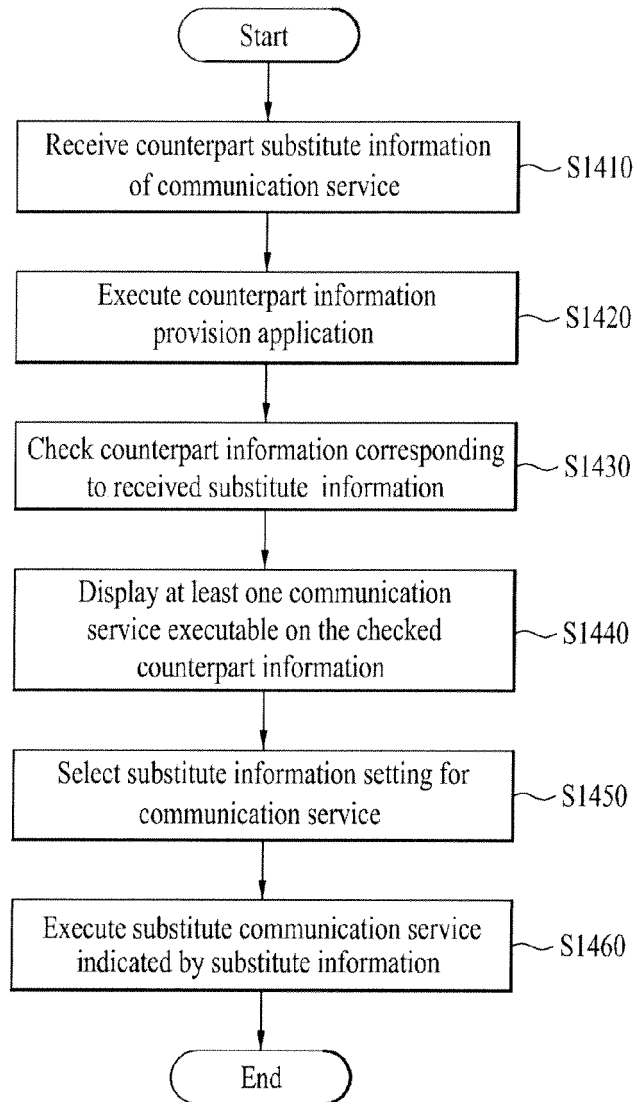 Start
Receive counterpart substitute information
of communication service
S1410
Execute counterpart information
provision application
S1420
Check counterpart information corresponding
to received substitute information
S1430
Display at least one communication
service executable on the checked
counterpart information
S1440
Select substitute information setting for
communication service
S1450
Execute substitute communication service
indicated by substitute information
S1460
End